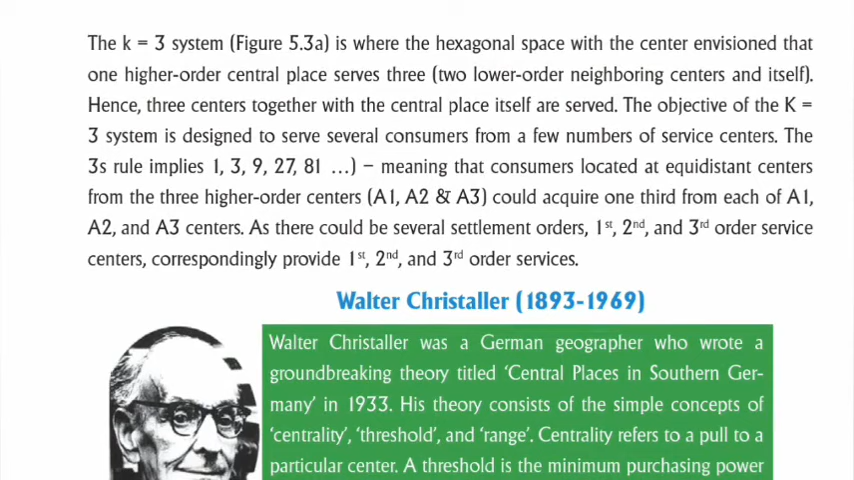 The k = 3 system (Figure 5.3a) is where the hexagonal space with the center envisioned that
one higher-order central place serves three (two lower-order neighboring centers and itself).
Hence, three centers together with the central place itself are served. The objective of the K =
3 system is designed to serve several consumers from a few numbers of service centers. The
3s rule implies 1, 3, 9, 27, 81 ...) – meaning that consumers located at equidistant centers
from the three higher-order centers (A1, A2 & A3) could acquire one third from each of A1,
A2, and A3 centers. As there could be several settlement orders, 1st, 2nd, and 3rd order service
centers, correspondingly provide 1st, 2nd, and 3rd order services.
Walter Christaller (1893-1969)
Walter Christaller was a German geographer who wrote a
groundbreaking theory titled ‘Central Places in Southern Ger-
many’ in 1933. His theory consists of the simple concepts of
‘centrality’, ‘threshold’, and ‘range’. Centrality refers to a pull to a
particular center. A threshold is the minimum purchasing power